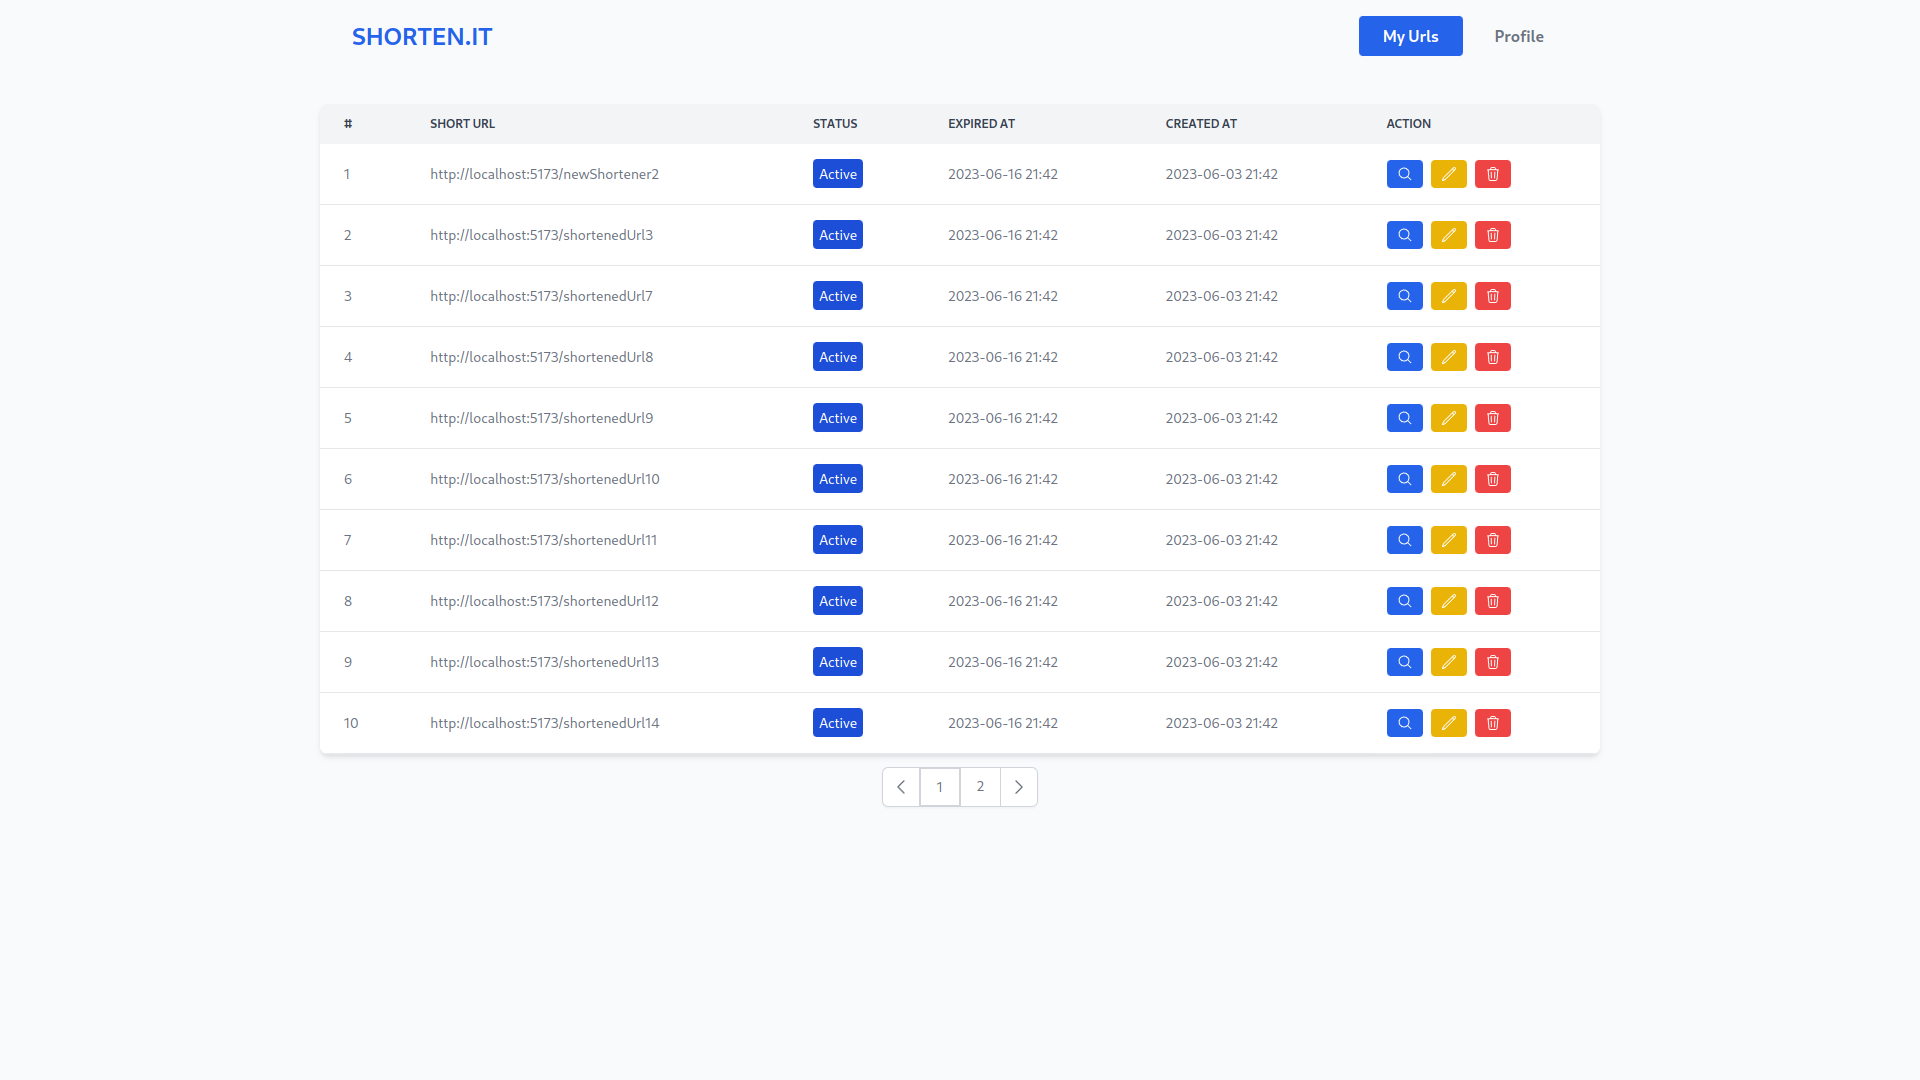 SHORTEN.IT My Urls Profile
# SHORT URL STATUS EXPIRED AT CREATED AT ACTION
1 http://localhost:5173/newShortener2 Active 2023-06-16 21:42 2023-06-03 21:42
2 http://localhost:5173/shortenedUrl3 Active 2023-06-16 21:42 2023-06-03 21:42
3 http://localhost:5173/shortenedUrl7 Active 2023-06-16 21:42 2023-06-03 21:42
4 http://localhost:5173/shortenedUrl8 Active 2023-06-16 21:42 2023-06-03 21:42
5 http://localhost:5173/shortenedUrl9 Active 2023-06-16 21:42 2023-06-03 21:42
6 http://localhost:5173/shortenedUrl10 Active 2023-06-16 21:42 2023-06-03 21:42
7 http://localhost:5173/shortenedUrl11 Active 2023-06-16 21:42 2023-06-03 21:42
8 http://localhost:5173/shortenedUrl12 Active 2023-06-16 21:42 2023-06-03 21:42
9 http://localhost:5173/shortenedUrl13 Active 2023-06-16 21:42 2023-06-03 21:42
10 http://localhost:5173/shortenedUrl14 Active 2023-06-16 21:42 2023-06-03 21:42
1 2